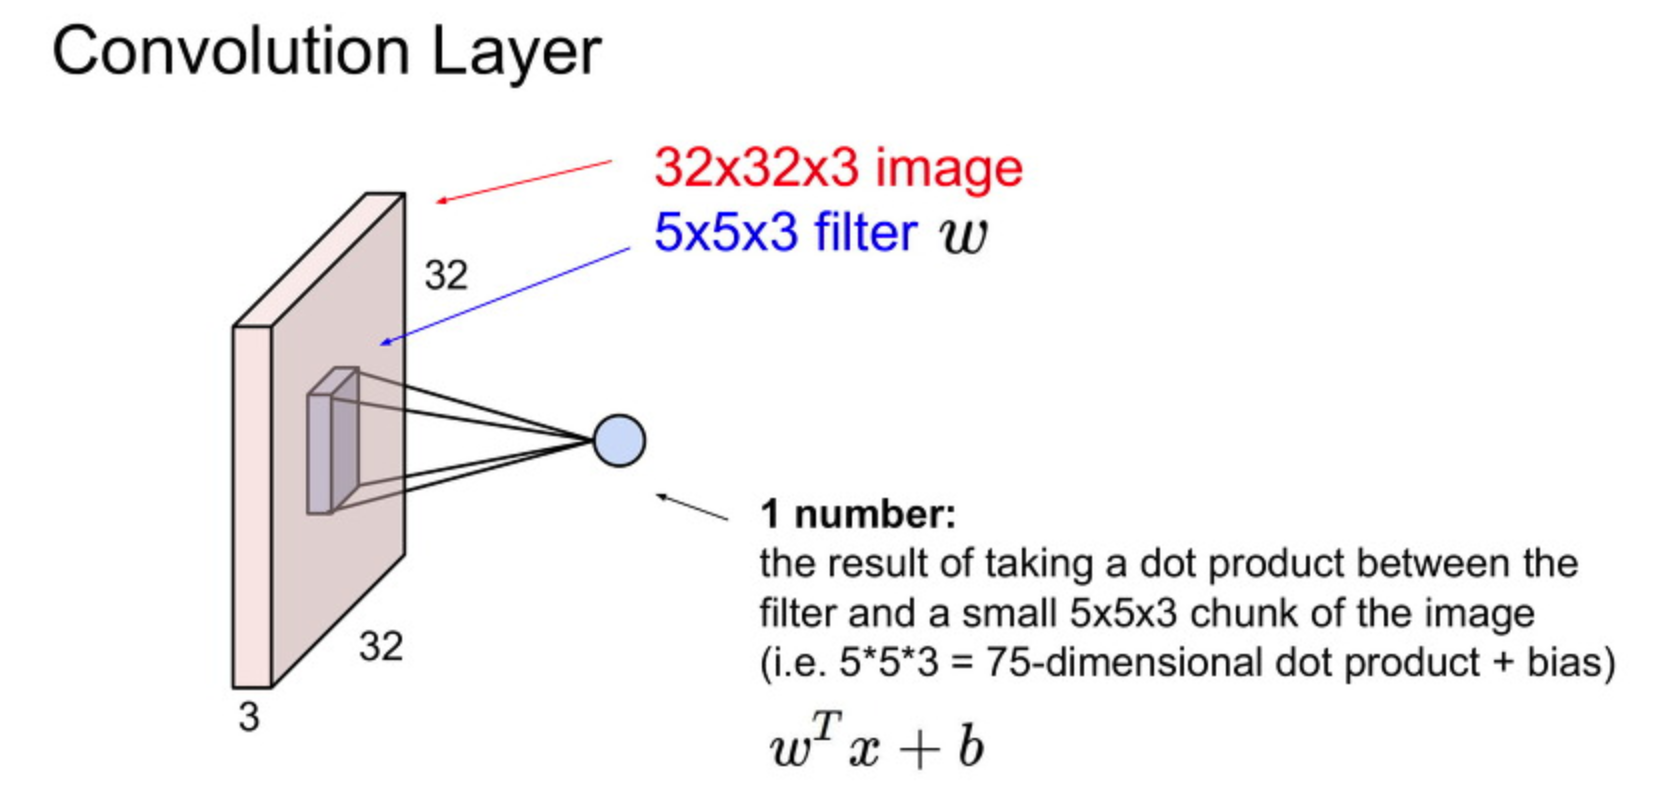 Convolution Layer
32x32x3 image
5x5x3 filter w
32
32
3
1 number:
the result of taking a dot product between the
filter and a small 5x5x3 chunk of the image
(i.e. 5*5*3 = 75-dimensional dot product + bias)
w^T x + b